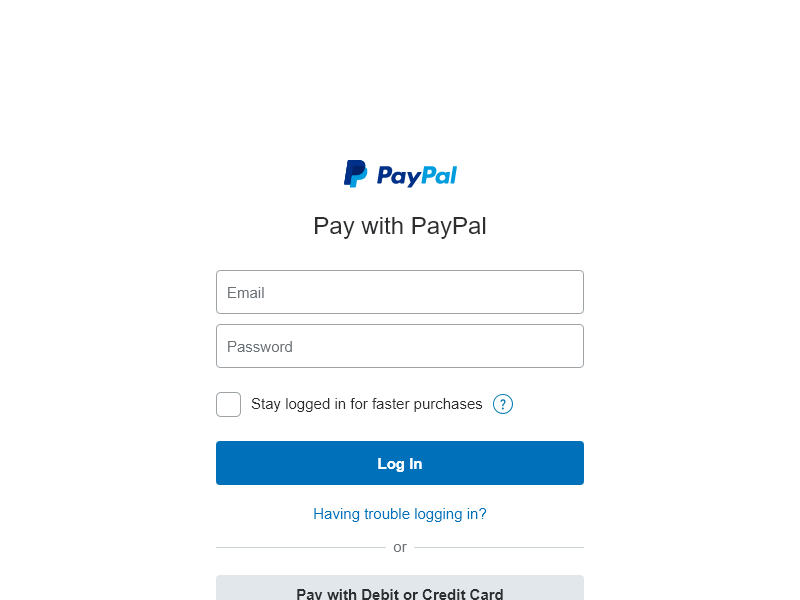 PayPal
Pay with PayPal
Email
Password
Stay logged in for faster purchases ?
Log In
Having trouble logging in?
or
Pay with Debit or Credit Card